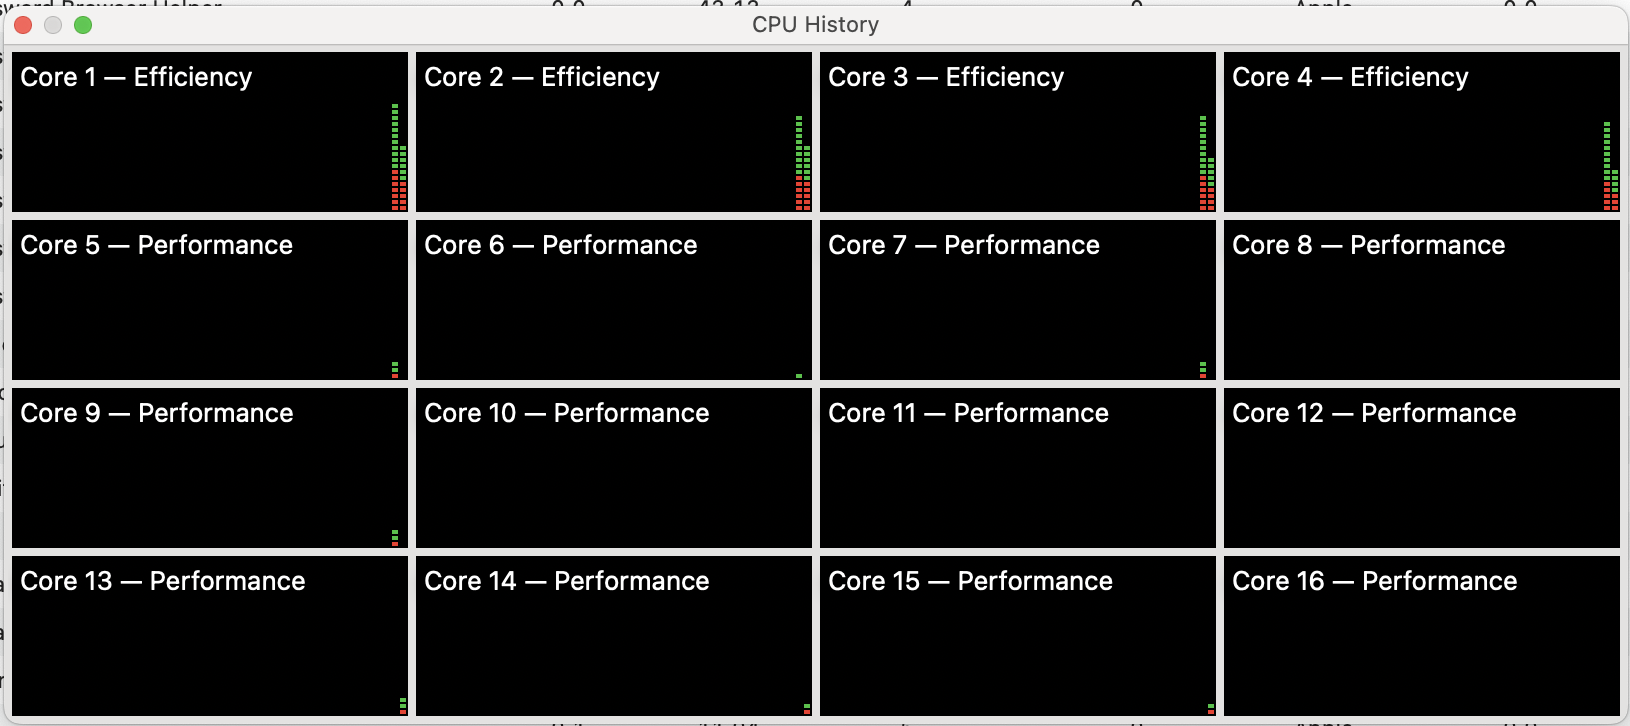 CPU History
Core 1 — Efficiency
Core 2 — Efficiency
Core 3 — Efficiency
Core 4 — Efficiency
Core 5 — Performance
Core 6 — Performance
Core 7 — Performance
Core 8 — Performance
Core 9 — Performance
Core 10 — Performance
Core 11 — Performance
Core 12 — Performance
Core 13 — Performance
Core 14 — Performance
Core 15 — Performance
Core 16 — Performance